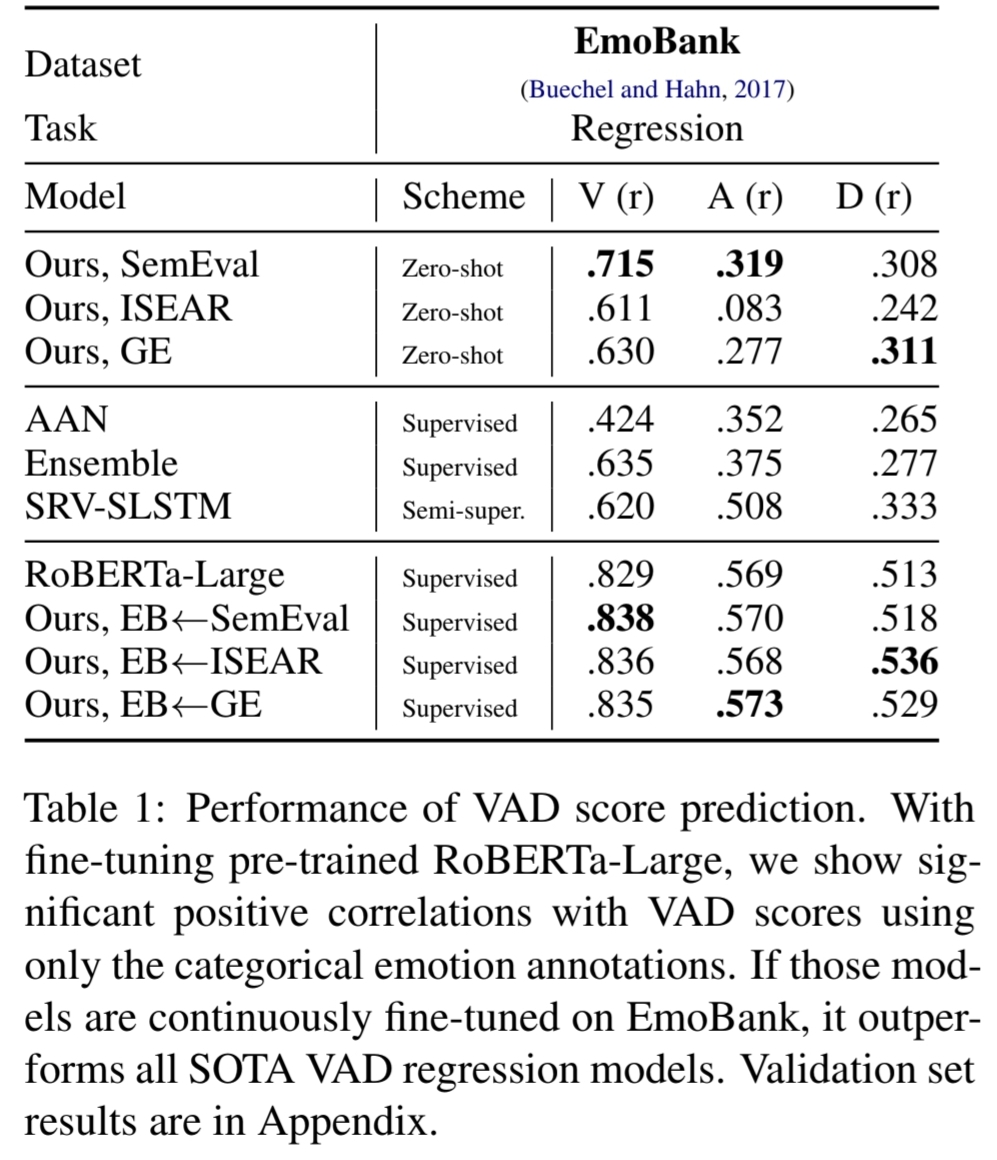 Dataset EmoBank
(Buechel and Hahn, 2017)
Task Regression
Model Scheme V (r) A (r) D (r)
Ours, SemEval Zero-shot .715 .319 .308
Ours, ISEAR Zero-shot .611 .083 .242
Ours, GE Zero-shot .630 .277 .311
AAN Supervised .424 .352 .265
Ensemble Supervised .635 .375 .277
SRV-SLSTM Semi-super. .620 .508 .333
RoBERTa-Large Supervised .829 .569 .513
Ours, EB←SemEval Supervised .838 .570 .518
Ours, EB←ISEAR Supervised .836 .568 .536
Ours, EB←GE Supervised .835 .573 .529
Table 1: Performance of VAD score prediction. With
fine-tuning pre-trained RoBERTa-Large, we show sig-
nificant positive correlations with VAD scores using
only the categorical emotion annotations. If those mod-
els are continuously fine-tuned on EmoBank, it outper-
forms all SOTA VAD regression models. Validation set
results are in Appendix.